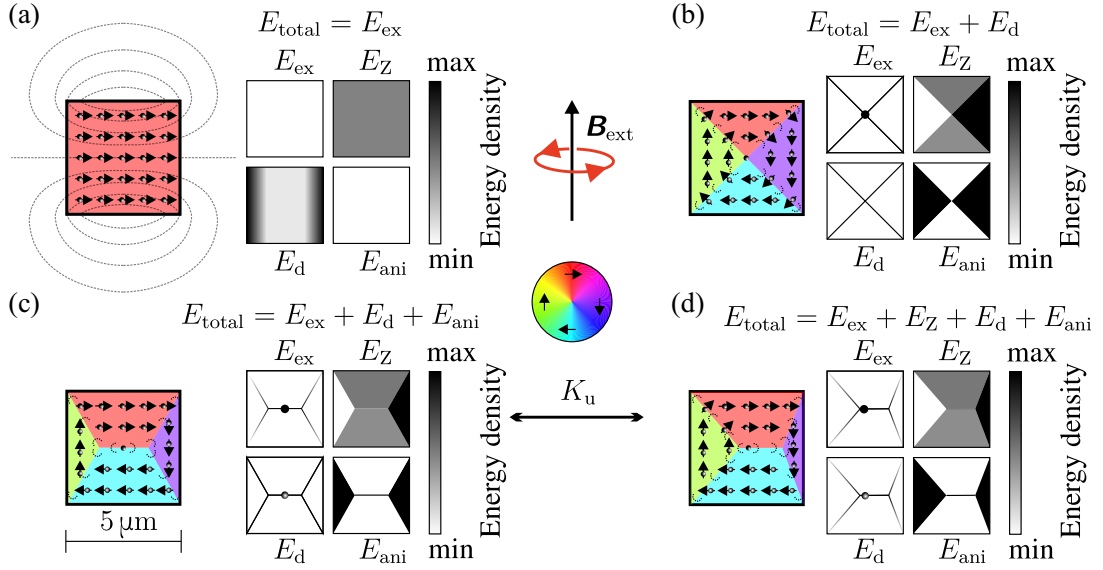 (a)
E_total = E_ex
E_ex E_Z
E_d E_ani
max
Energy density
min
B_ext
(b)
E_total = E_ex + E_d
E_ex E_Z
E_d E_ani
max
Energy density
min
(c)
E_total = E_ex + E_d + E_ani
E_ex E_Z
E_d E_ani
max
Energy density
min
5 μm
K_u
(d)
E_total = E_ex + E_Z + E_d + E_ani
E_ex E_Z
E_d E_ani
max
Energy density
min